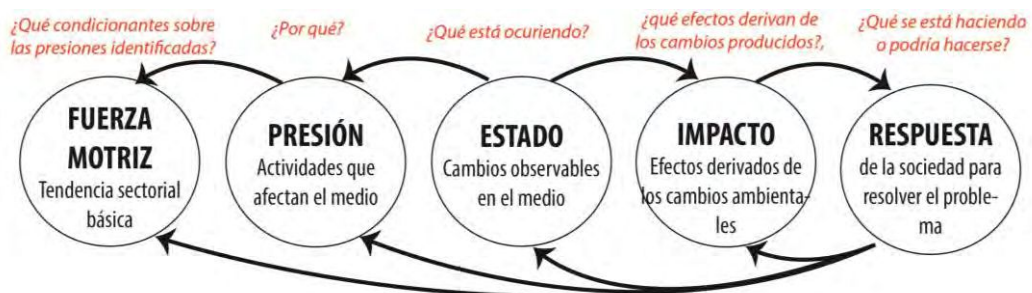 ¿Qué condicionantes sobre
las presiones identificadas?
¿Por qué?
¿Qué está ocuriendo?
¿qué efectos derivan de
los cambios producidos?,
¿Qué se está haciendo
o podría hacerse?
FUERZA
MOTRIZ
Tendencia sectorial
básica
PRESIÓN
Actividades que
afectan el medio
ESTADO
Cambios observables
en el medio
IMPACTO
Efectos derivados de
los cambios ambienta-
les
RESPUESTA
de la sociedad para
resolver el proble-
ma